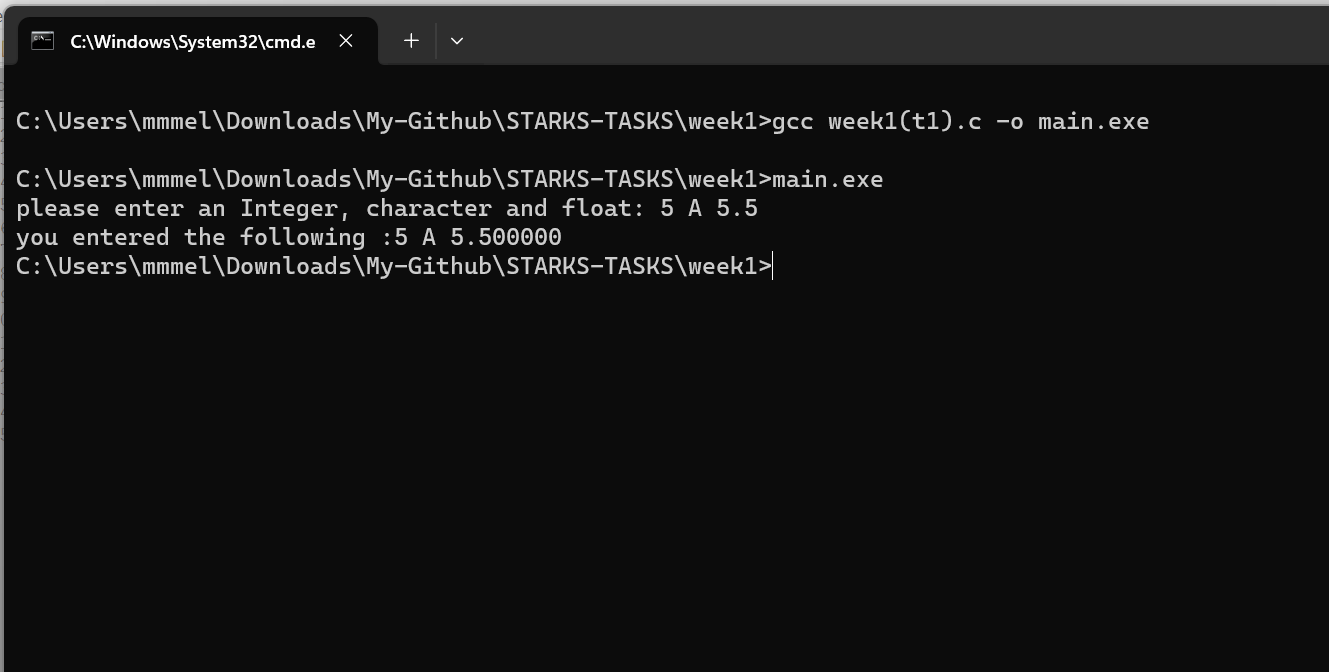 C:\Windows\System32\cmd.e
C:\Users\mmmel\Downloads\My-Github\STARKS-TASKS\week1>gcc week1(t1).c -o main.exe
C:\Users\mmmel\Downloads\My-Github\STARKS-TASKS\week1>main.exe
please enter an Integer, character and float: 5 A 5.5
you entered the following :5 A 5.500000
C:\Users\mmmel\Downloads\My-Github\STARKS-TASKS\week1>